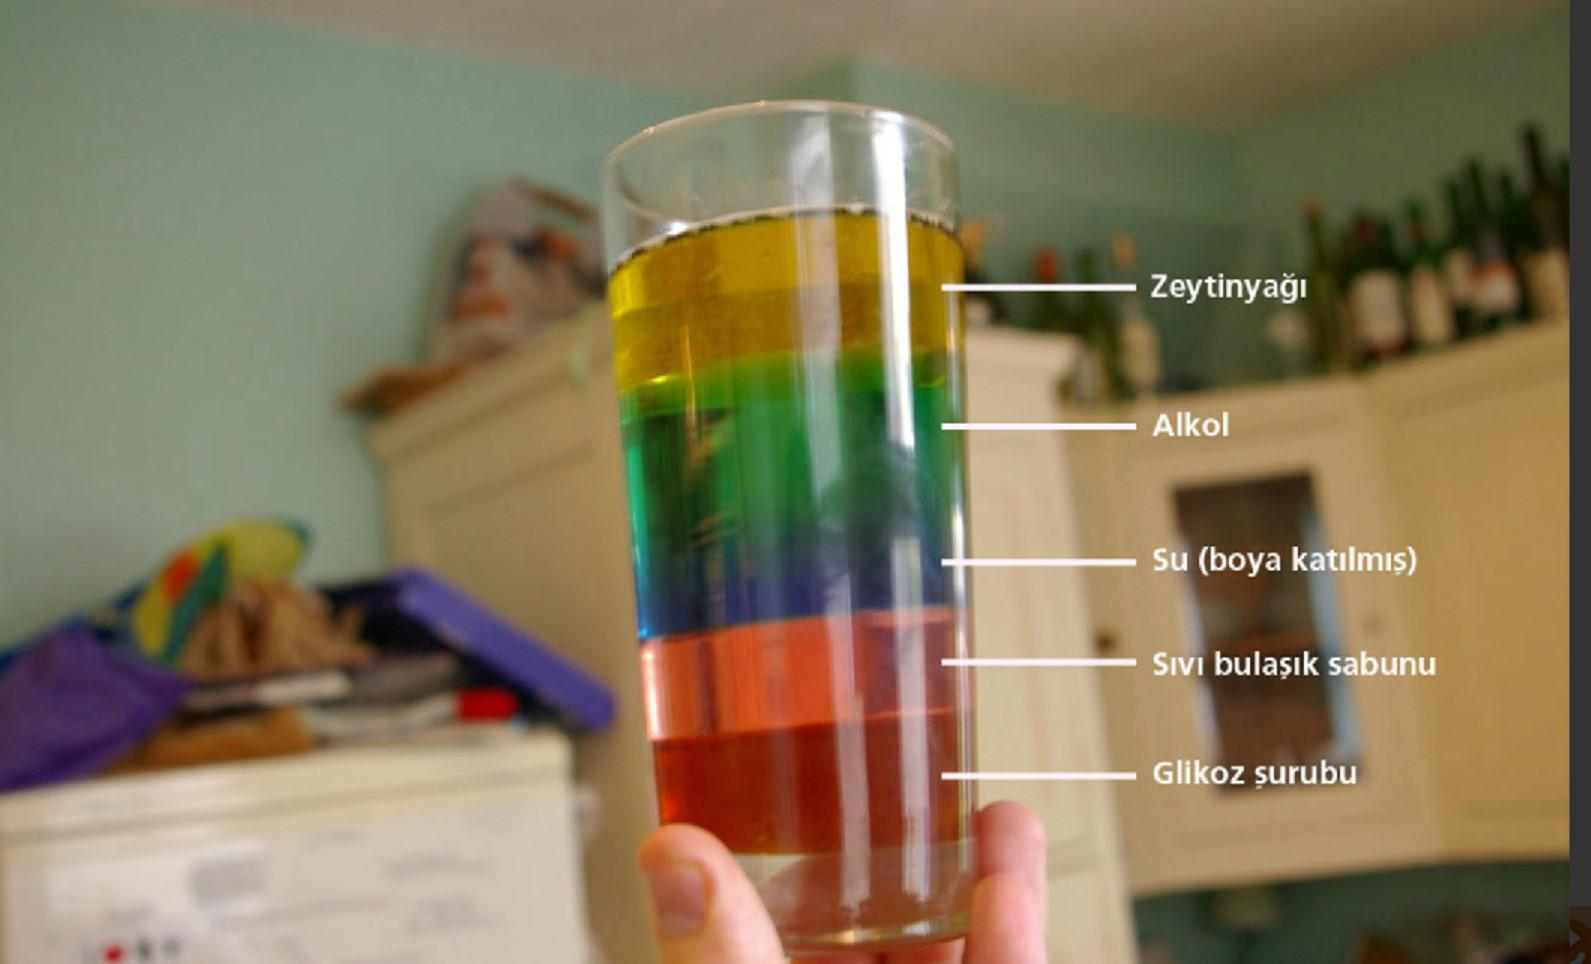 Zeytinyağı
Alkol
Su (boya katılmış)
Sıvı bulaşık sabunu
Glikoz şurubu